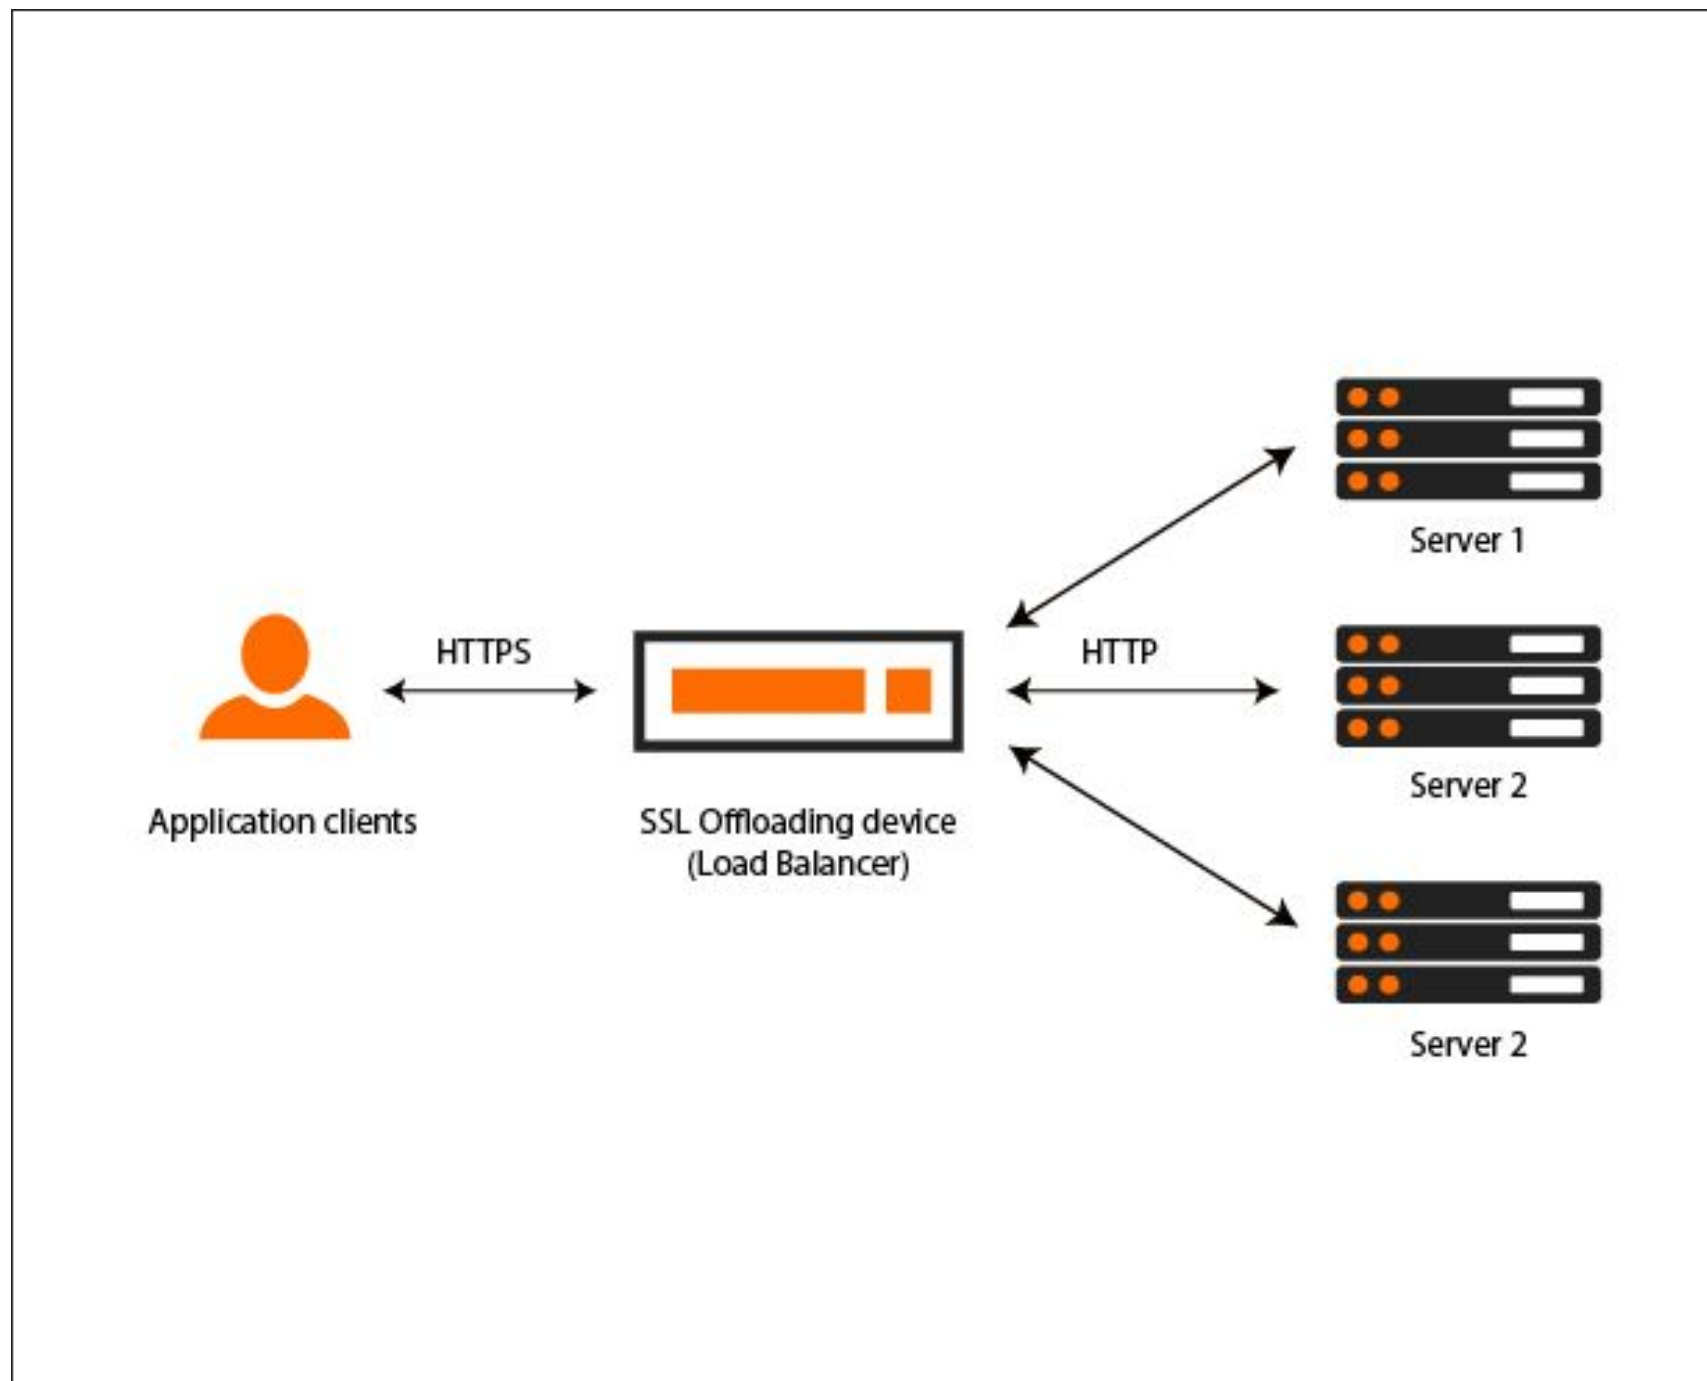 HTTPS
HTTP
Server 1
Server 2
Application clients
SSL Offloading device
(Load Balancer)
Server 2